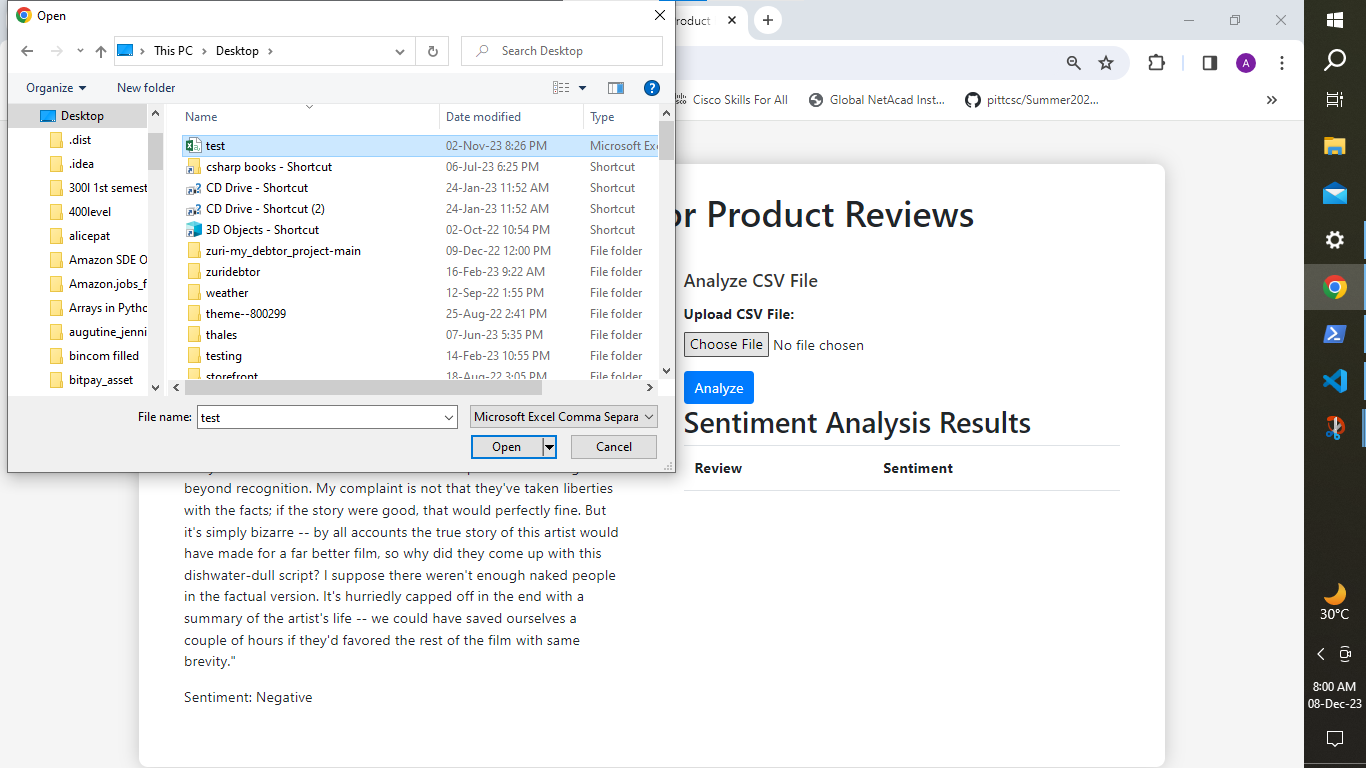 Open
Product
This PC
Desktop
Search Desktop
Organize
New folder
Cisco Skills For All
Global NetAcad Inst...
pittcsc/Summer202...
A
Desktop
.dist
.idea
300l 1st semest
400level
alicepat
Amazon SDE O
Amazon.jobs_f
Arrays in Pytho
augutine_jenni
bincom filled
bitpay_asset
Name Date modified Type
test 02-Nov-23 8:26 PM Microsoft Ex
csharp books - Shortcut 06-Jul-23 6:25 PM Shortcut
CD Drive - Shortcut 24-Jan-23 11:52 AM Shortcut
CD Drive - Shortcut (2) 24-Jan-23 11:52 AM Shortcut
3D Objects - Shortcut 02-Oct-22 10:54 PM Shortcut
zuri-my_debtor_project-main 09-Dec-22 12:00 PM File folder
zuridebtor 16-Feb-23 9:22 AM File folder
weather 12-Sep-22 1:55 PM File folder
theme--800299 25-Aug-22 2:41 PM File folder
thales 07-Jun-23 5:35 PM File folder
testing 14-Feb-23 10:55 PM File folder
storefront 18-Aug-22 3:05 PM File folder
File name: test
Microsoft Excel Comma Separa
Open
Cancel
or Product Reviews
Analyze CSV File
Upload CSV File:
Choose File No file chosen
Analyze
Sentiment Analysis Results
Review Sentiment
beyond recognition. My complaint is not that they've taken liberties
with the facts; if the story were good, that would perfectly fine. But
it's simply bizarre -- by all accounts the true story of this artist would
have made for a far better film, so why did they come up with this
dishwater-dull script? I suppose there weren't enough naked people
in the factual version. It's hurriedly capped off in the end with a
summary of the artist's life -- we could have saved ourselves a
couple of hours if they'd favored the rest of the film with same
brevity."
Sentiment: Negative
30°C
8:00 AM
08-Dec-23